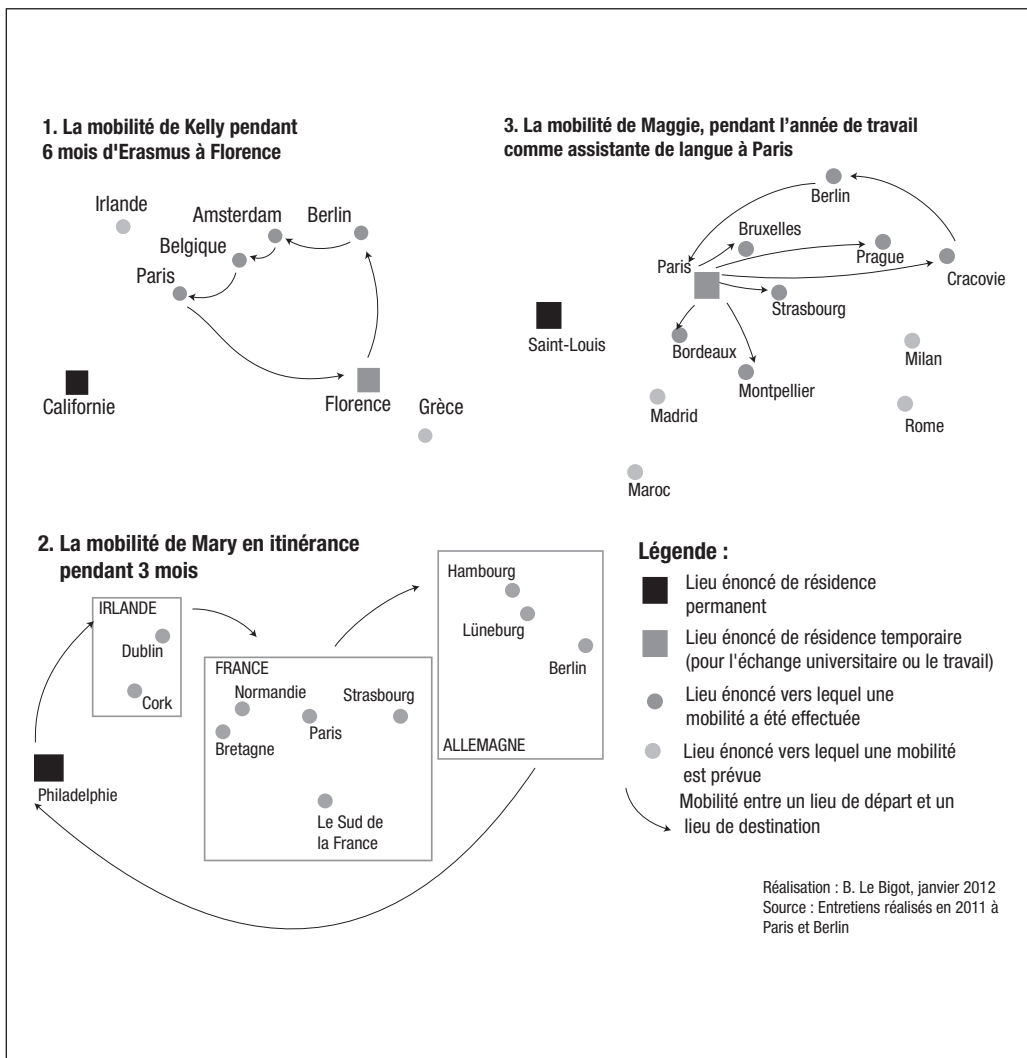 1. La mobilité de Kelly pendant
6 mois d'Erasmus à Florence
Irlande
Amsterdam
Berlin
Belgique
Paris
Californie
Florence
Grèce
3. La mobilité de Maggie, pendant l'année de travail
comme assistante de langue à Paris
Berlin
Bruxelles
Prague
Paris
Cracovie
Strasbourg
Saint-Louis
Bordeaux
Milan
Montpellier
Madrid
Rome
Maroc
2. La mobilité de Mary en itinérance
pendant 3 mois
IRLANDE
Dublin
Cork
Philadelphie
FRANCE
Normandie
Strasbourg
Bretagne
Paris
Le Sud de
la France
Hambourg
Lüneburg
Berlin
ALLEMAGNE
Légende :
Lieu énoncé de résidence
permanent
Lieu énoncé de résidence temporaire
(pour l'échange universitaire ou le travail)
Lieu énoncé vers lequel une
mobilité a été effectuée
Lieu énoncé vers lequel une mobilité
est prévue
Mobilité entre un lieu de départ et un
lieu de destination
Réalisation : B. Le Bigot, janvier 2012
Source : Entretiens réalisés en 2011 à
Paris et Berlin